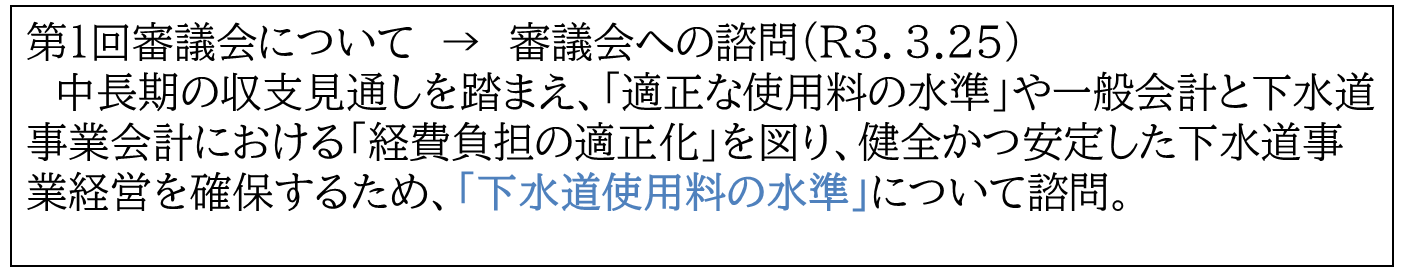 第1回審議会について　→　審議会への諮問（R3．3.25）
　中長期の収支見通しを踏まえ、「適正な使用料の水準」や一般会計と下水道
事業会計における「経費負担の適正化」を図り、健全かつ安定した下水道事
業経営を確保するため、「下水道使用料の水準」について諮問。